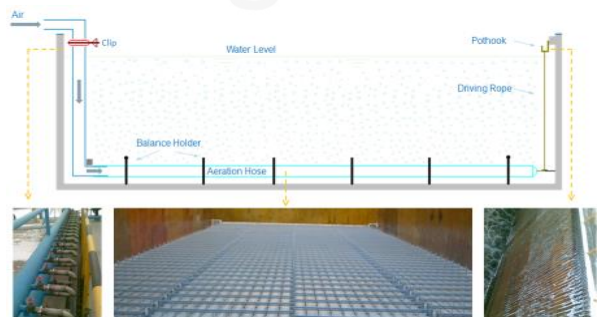 Air
Clip
Pothook
Water Level
Driving Rope
Balance Holder
Aeration Hose